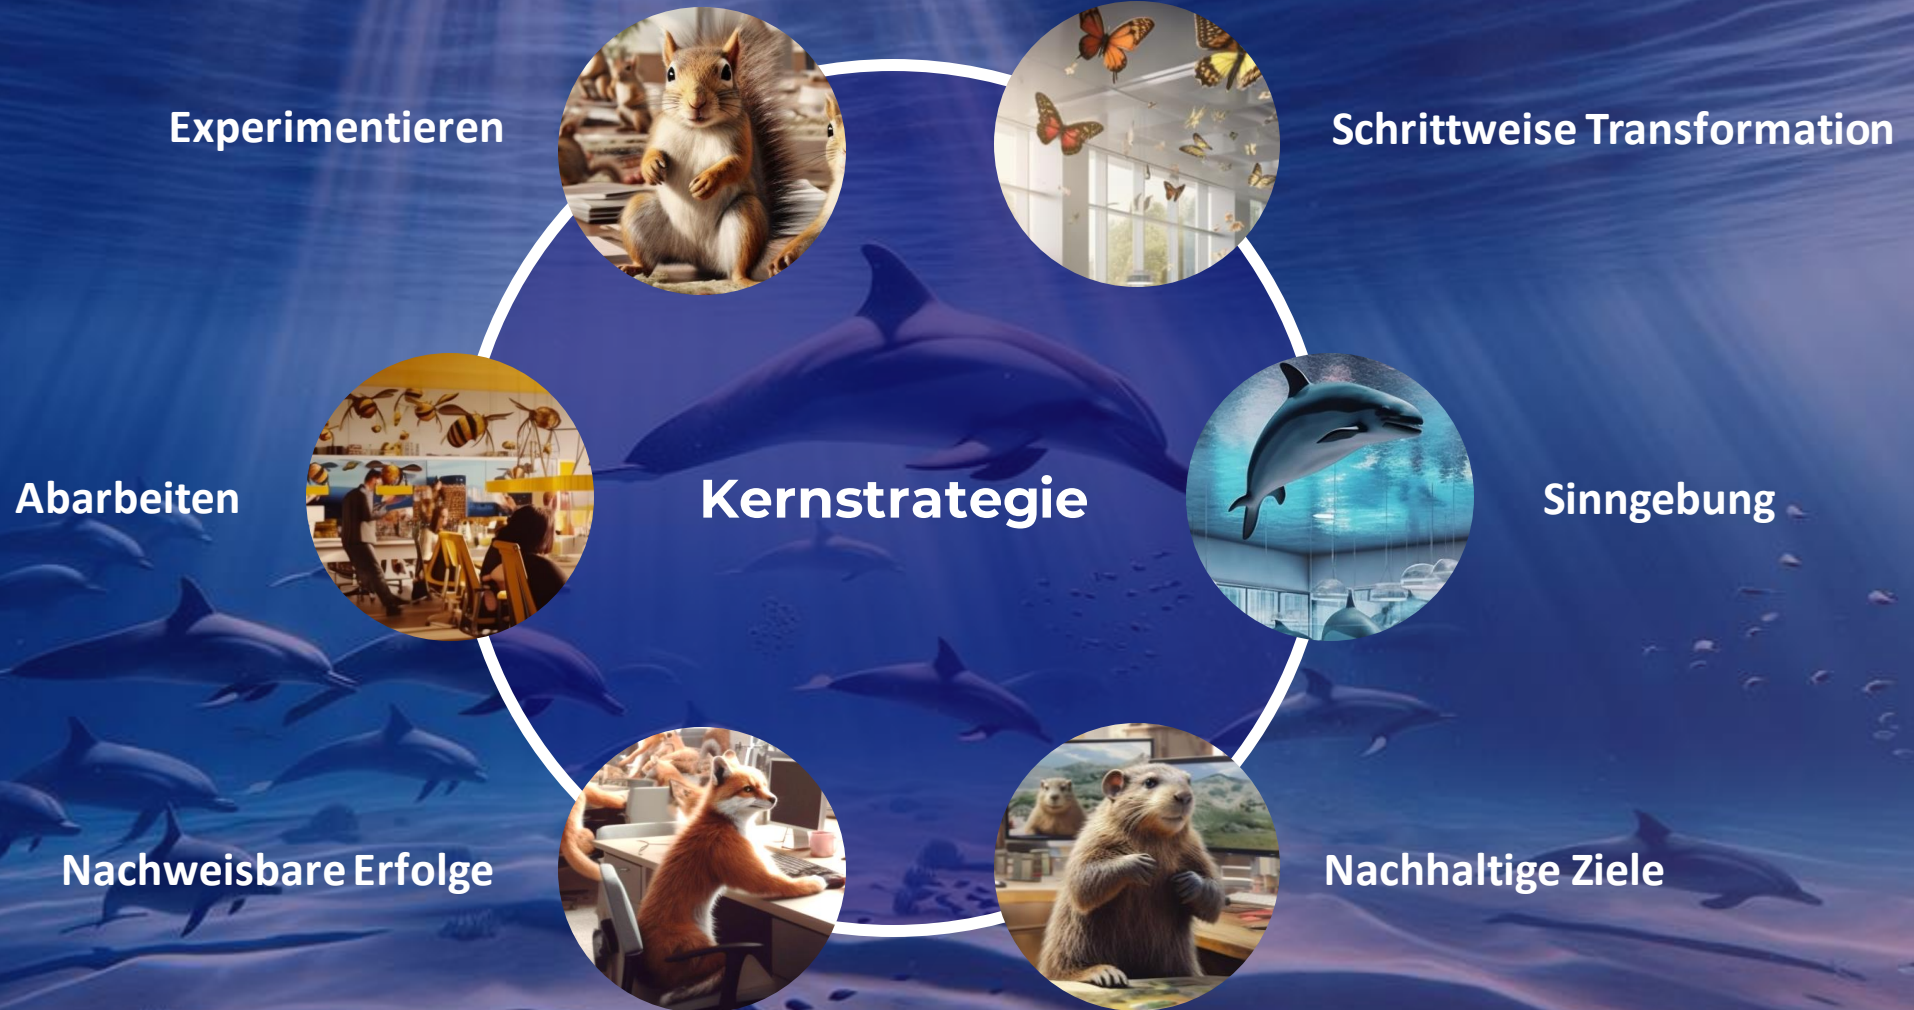 Experimentieren
Schrittweise Transformation
Abarbeiten
Kernstrategie
Sinngebung
Nachweisbare Erfolge
Nachhaltige Ziele